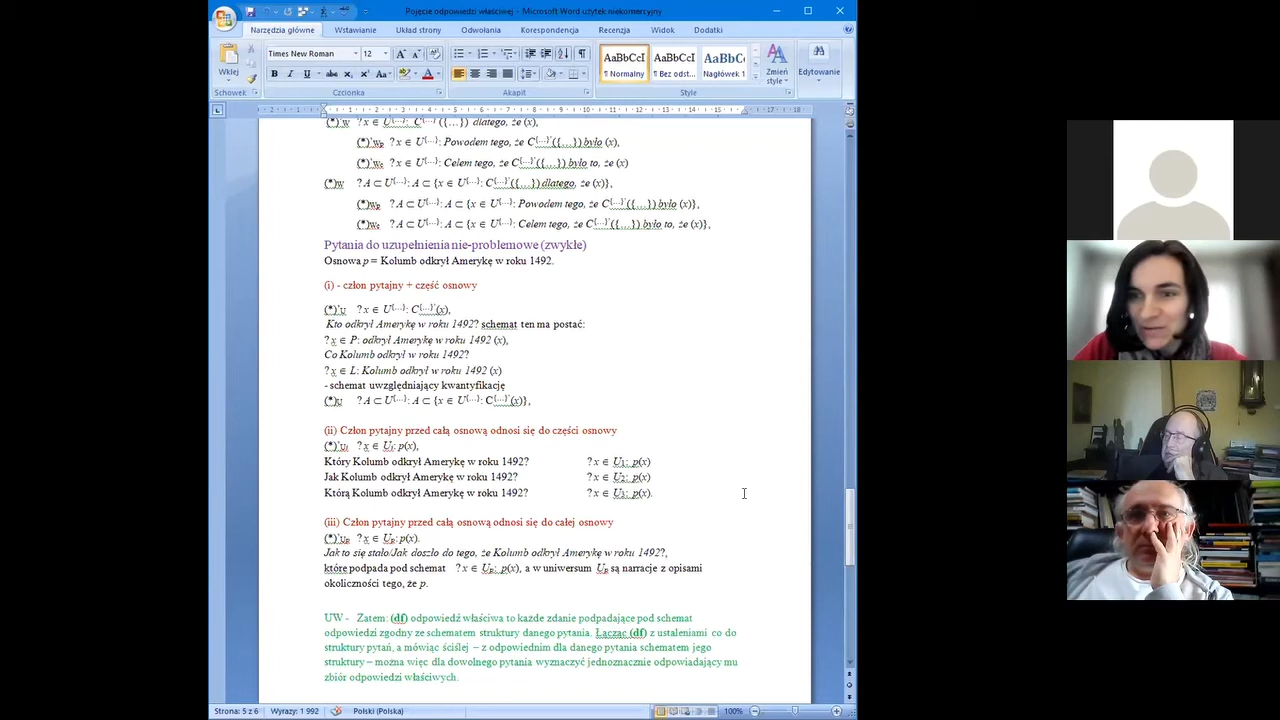 Pojęcie odpowiedzi właściwej - Microsoft Word użytek niekomercyjny
Narzędzia główne Wstawianie Układ strony Odwołania Korespondencja Recenzja Widok Dodatki
Times New Roman 12
AaBbCcI AaBbCcI AaBbC
Wklej
¶ Normalny ¶ Bez odst... Nagłówek 1
Zmień style
Edytowanie
Schowek Czcionka Akapit Style
(*)'w ? x ∈ U{…}: C{…}({…}) dlatego, że (x),
(*)'wp ? x ∈ U{…}: Powodem tego, że C{…}({…}) było (x),
(*)'wc ? x ∈ U{…}: Celem tego, że C{…}({…}) było to, że (x)
(*)w ? A ⊂ U{…}: A ⊂ {x ∈ U{…}: C{…}({…}) dlatego, że (x)},
(*)wp ? A ⊂ U{…}: A ⊂ {x ∈ U{…}: Powodem tego, że C{…}({…}) było (x)},
(*)wc ? A ⊂ U{…}: A ⊂ {x ∈ U{…}: Celem tego, że C{…}({…}) było to, że (x)},
Pytania do uzupełnienia nie-problemowe (zwykłe)
Osnowa p = Kolumb odkrył Amerykę w roku 1492.
(i) - człon pytajny + część osnowy
(*)'u ? x ∈ U{…}: C{…}(x),
Kto odkrył Amerykę w roku 1492? schemat ten ma postać:
? x ∈ P: odkrył Amerykę w roku 1492 (x),
Co Kolumb odkrył w roku 1492?
? x ∈ L: Kolumb odkrył w roku 1492 (x)
- schemat uwzględniający kwantyfikację
(*)u ? A ⊂ U{…}: A ⊂ {x ∈ U{…}: C{…}(x)},
(ii) Człon pytajny przed całą osnową odnosi się do części osnowy
(*)'ui ? x ∈ Ui: p(x),
Który Kolumb odkrył Amerykę w roku 1492? ? x ∈ U1: p(x)
Jak Kolumb odkrył Amerykę w roku 1492? ? x ∈ U2: p(x)
Którą Kolumb odkrył Amerykę w roku 1492? ? x ∈ U3: p(x).
(iii) Człon pytajny przed całą osnową odnosi się do całej osnowy
(*)'up ? x ∈ Up: p(x).
Jak to się stało/Jak doszło do tego, że Kolumb odkrył Amerykę w roku 1492?,
które podpada pod schemat ? x ∈ Up: p(x), a w uniwersum Up są narracje z opisami
okoliczności tego, że p.
UW - Zatem: (df) odpowiedź właściwa to każde zdanie podpadające pod schemat
odpowiedzi zgodny ze schematem struktury danego pytania. Łącząc (df) z ustaleniami co do
struktury pytań, a mówiąc ściślej – z odpowiednim dla danego pytania schematem jego
struktury – można więc dla dowolnego pytania wyznaczyć jednoznacznie odpowiadający mu
zbiór odpowiedzi właściwych.
Strona: 5 z 6 Wyrazy: 1 992 Polski (Polska) 100%